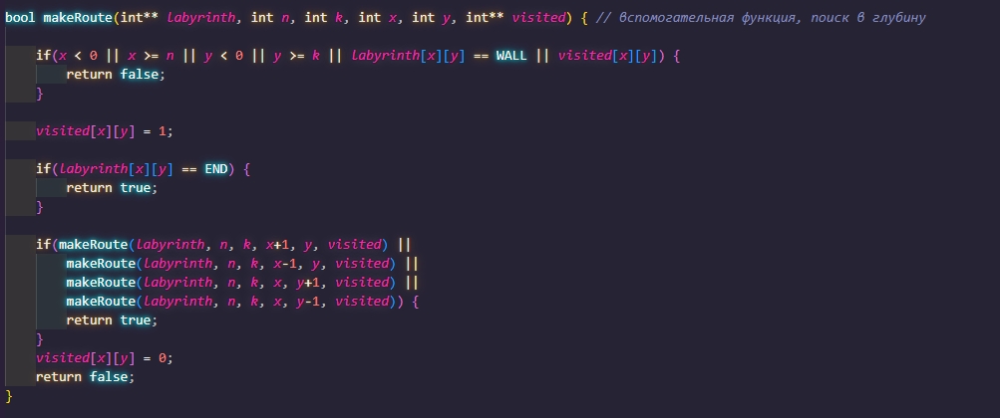 bool makeRoute(int** labyrinth, int n, int k, int x, int y, int** visited) { // вспомогательная функция, поиск в глубину
if(x < 0 || x >= n || y < 0 || y >= k || labyrinth[x][y] == WALL || visited[x][y]) {
return false;
}
visited[x][y] = 1;
if(labyrinth[x][y] == END) {
return true;
}
if(makeRoute(labyrinth, n, k, x+1, y, visited) ||
makeRoute(labyrinth, n, k, x-1, y, visited) ||
makeRoute(labyrinth, n, k, x, y+1, visited) ||
makeRoute(labyrinth, n, k, x, y-1, visited)) {
return true;
}
visited[x][y] = 0;
return false;
}